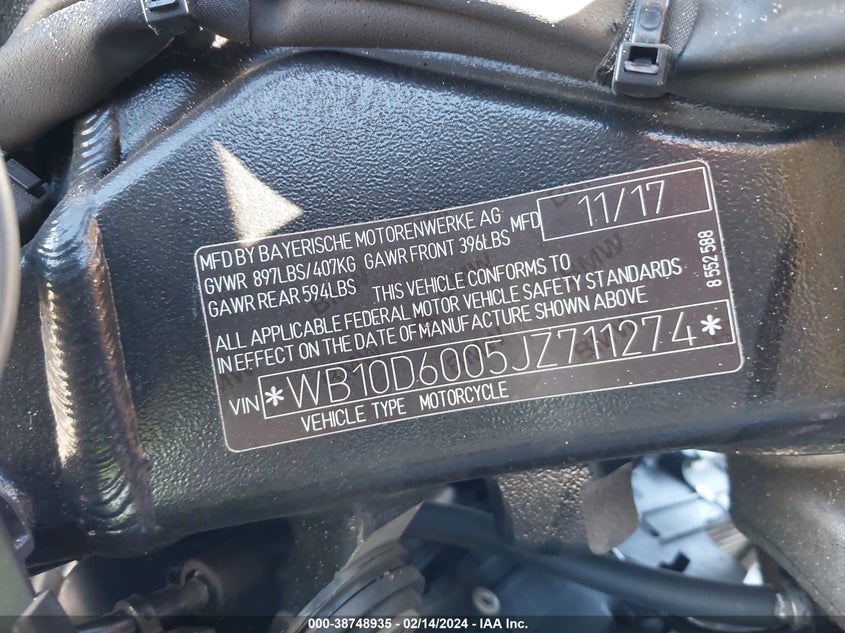 MFD BY BAYERISCHE MOTORENWERKE AG MFD 11/17
GVWR 897LBS/407KG GAWR FRONT 396LBS
GAWR REAR 594LBS THIS VEHICLE CONFORMS TO
ALL APPLICABLE FEDERAL MOTOR VEHICLE SAFETY STANDARDS
IN EFFECT ON THE DATE OF MANUFACTURE SHOWN ABOVE
VIN *WB10D6005JZ711274*
VEHICLE TYPE MOTORCYCLE
8 552 588
000-38748935 - 02/14/2024 - IAA Inc.